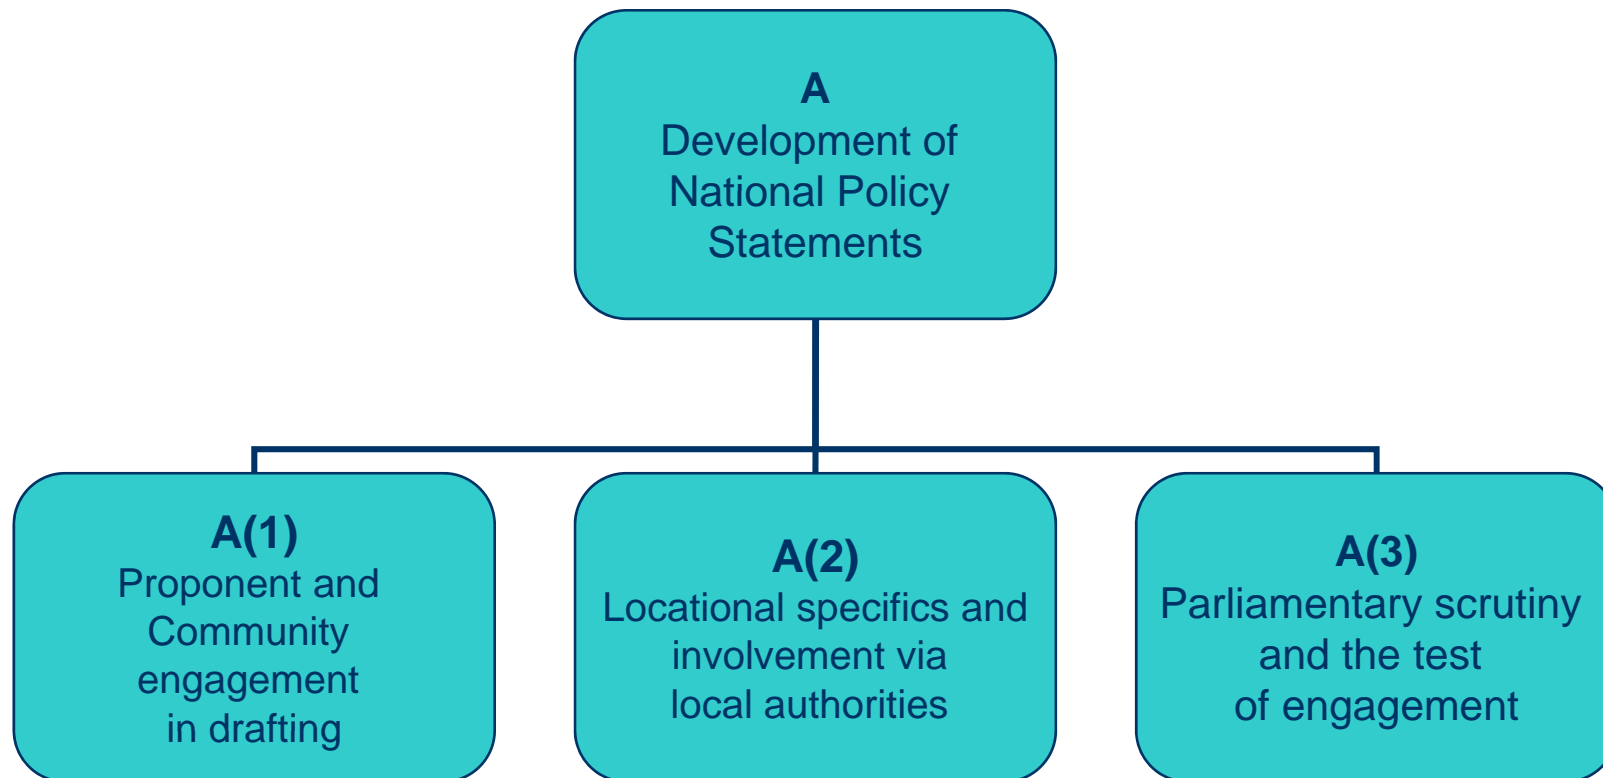 A
Development of
National Policy
Statements
A(1)
Proponent and
Community
engagement
in drafting
A(2)
Locational specifics and
involvement via
local authorities
A(3)
Parliamentary scrutiny
and the test
of engagement